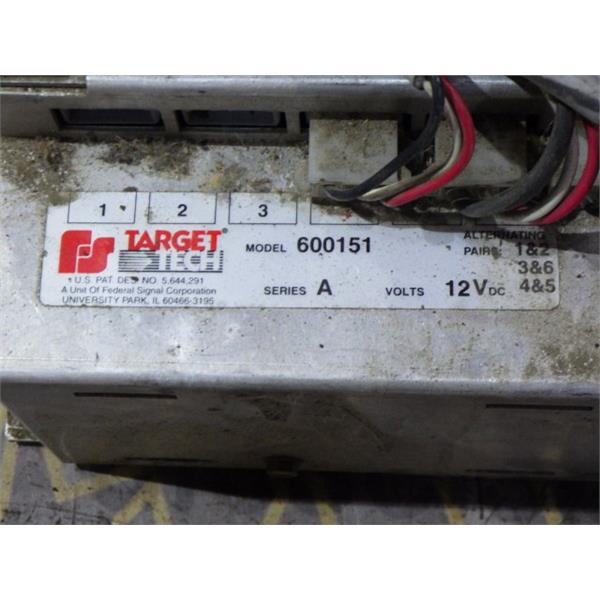 1 2 3
FS TARGET TECH
MODEL 600151
ALTERNATING
PAIRS 1&2
3&6
4&5
SERIES A VOLTS 12VDC
U.S. PAT. DES. NO. 5,644,291
A Unit Of Federal Signal Corporation
UNIVERSITY PARK, IL 60466-3195